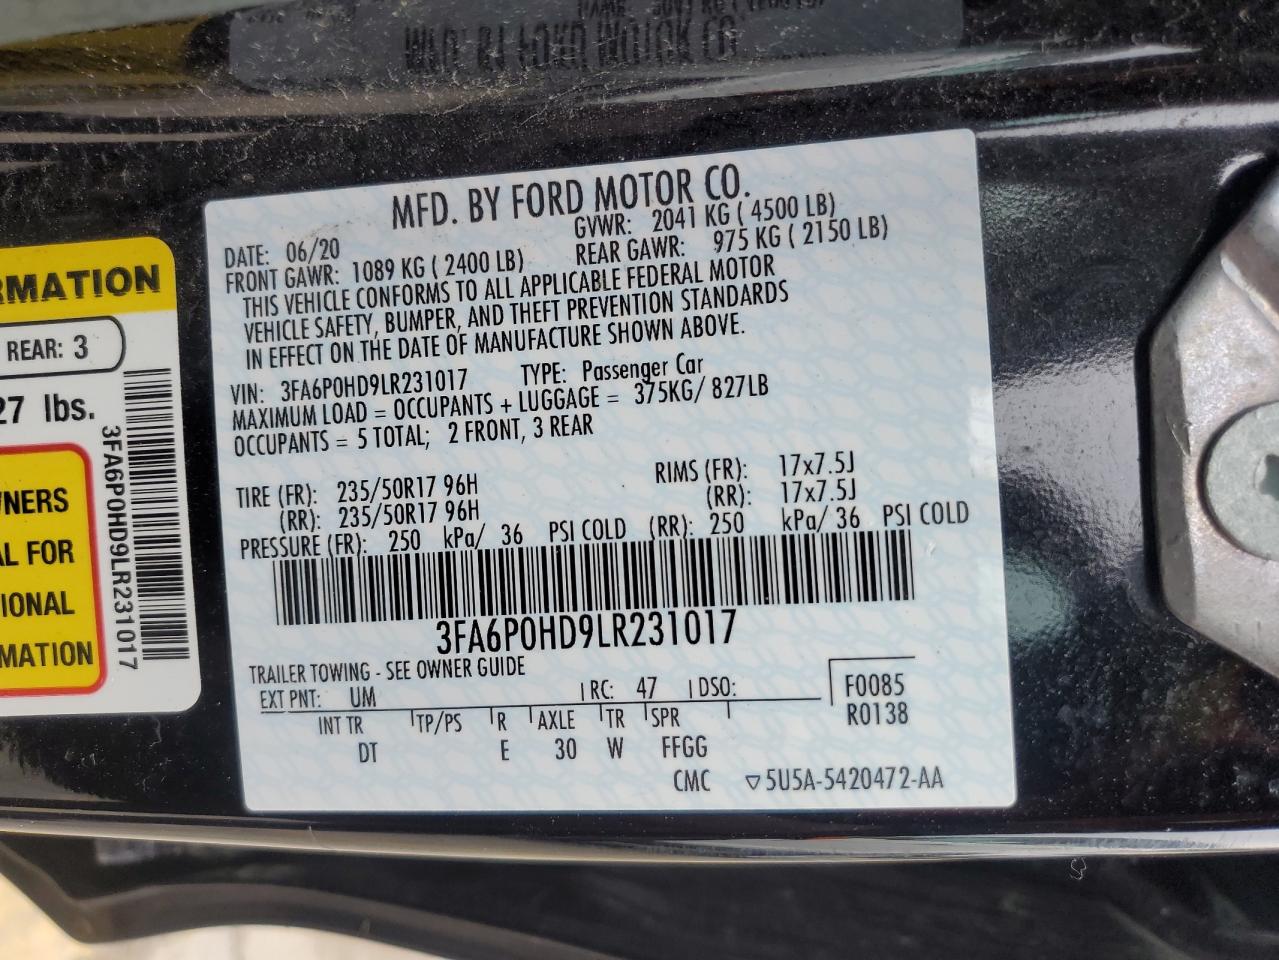 MFD. BY FORD MOTOR CO.
DATE: 06/20 GVWR: 2041 KG ( 4500 LB)
FRONT GAWR: 1089 KG ( 2400 LB) REAR GAWR: 975 KG ( 2150 LB)
THIS VEHICLE CONFORMS TO ALL APPLICABLE FEDERAL MOTOR
VEHICLE SAFETY, BUMPER, AND THEFT PREVENTION STANDARDS
IN EFFECT ON THE DATE OF MANUFACTURE SHOWN ABOVE.
VIN: 3FA6P0HD9LR231017 TYPE: Passenger Car
MAXIMUM LOAD = OCCUPANTS + LUGGAGE = 375KG/ 827LB
OCCUPANTS = 5 TOTAL; 2 FRONT, 3 REAR
TIRE (FR): 235/50R17 96H RIMS (FR): 17x7.5J
(RR): 235/50R17 96H (RR): 17x7.5J
PRESSURE (FR): 250 kPa/ 36 PSI COLD (RR): 250 kPa/ 36 PSI COLD
3FA6P0HD9LR231017
TRAILER TOWING - SEE OWNER GUIDE
EXT PNT: UM RC: 47 DSO: F0085
INT TR TP/PS R AXLE TR SPR R0138
DT E 30 W FFGG
CMC ▽5U5A-5420472-AA
RMATION
REAR: 3
27 lbs.
3FA6P0HD9LR231017
WNERS
AL FOR
IONAL
MATION